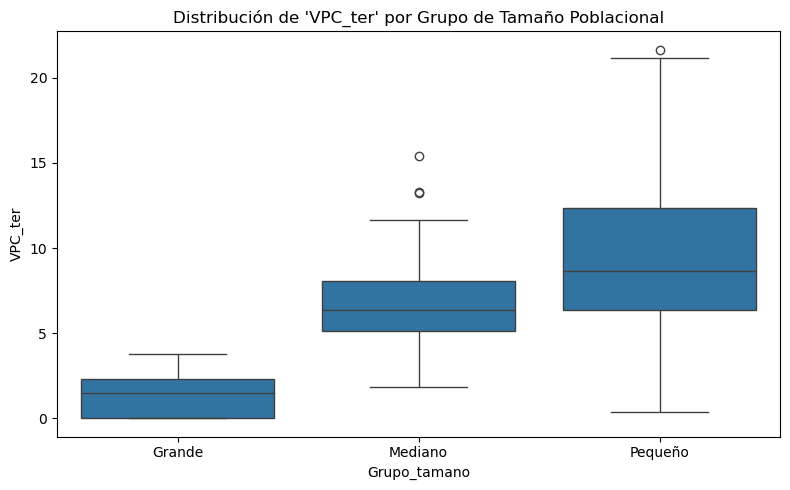 Distribución de 'VPC_ter' por Grupo de Tamaño Poblacional
20
15
10
5
0
VPC_ter
Grande Mediano Pequeño
Grupo_tamano